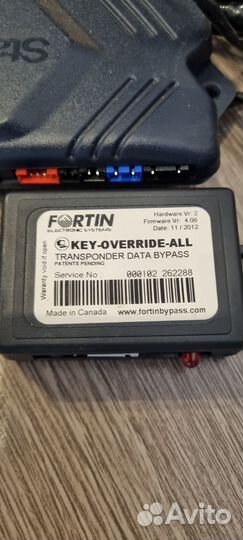 Sta
FORTIN
ELECTRONIC SYSTEMS
Hardware Vr: 2
Firmware Vr: 4.06
Date: 11 / 2012
KEY-OVERRIDE-ALL
TRANSPONDER DATA BYPASS
PATENTS PENDING
Service No.: 000102 262288
Warranty void if open
Made in Canada
www.fortinbypass.com
Avito